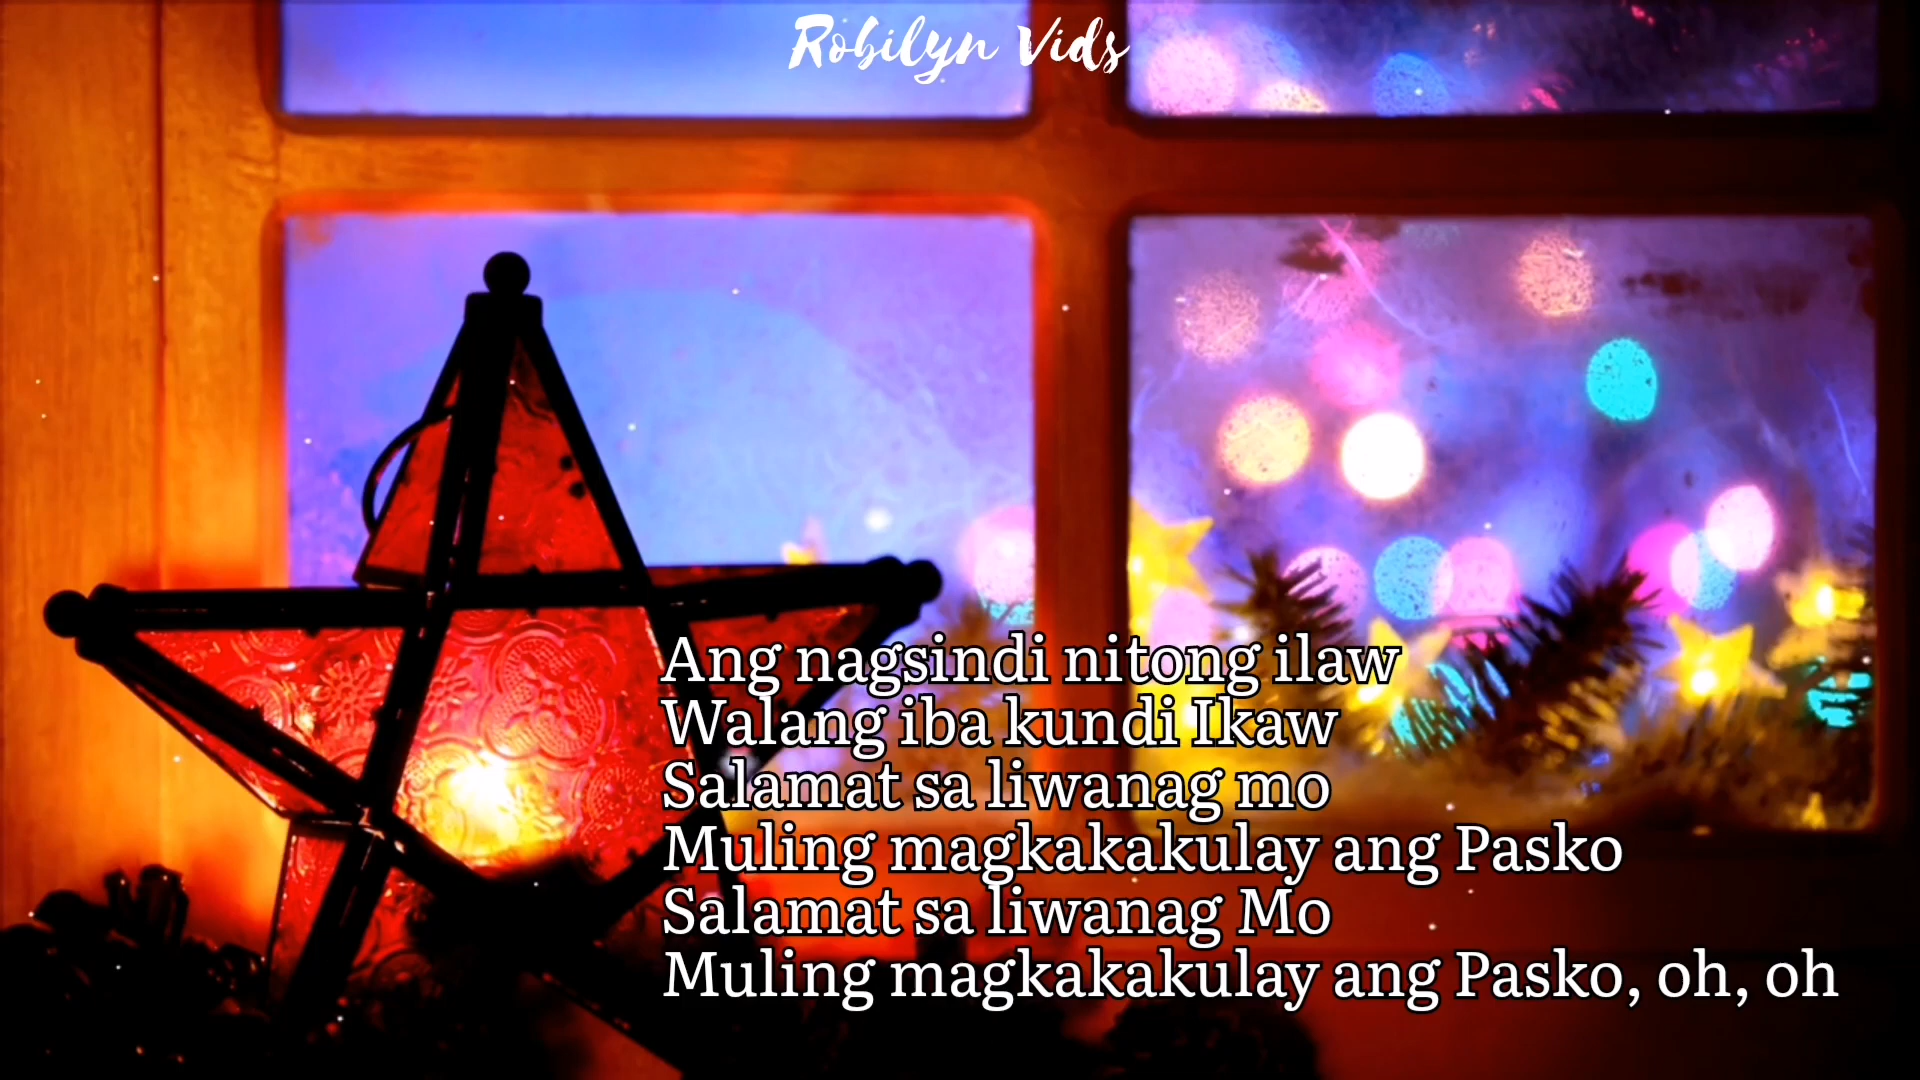 Robilyn Vids
Ang nagsindi nitong ilaw
Walang iba kundi Ikaw
Salamat sa liwanag mo
Muling magkakakulay ang Pasko
Salamat sa liwanag Mo
Muling magkakakulay ang Pasko, oh, oh